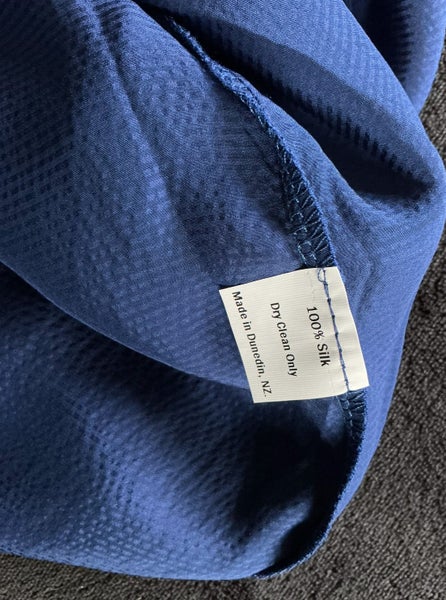 100% Silk
Dry Clean Only
Made in Dunedin, NZ.